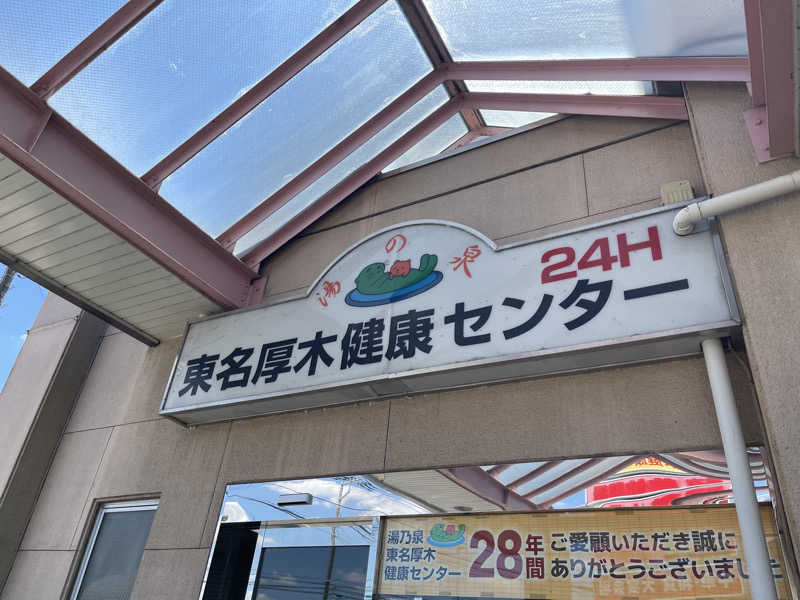 湯の泉
24H
東名厚木健康センター
湯乃泉
東名厚木
健康センター
28年間
ご愛顧いただき誠に
ありがとうございました